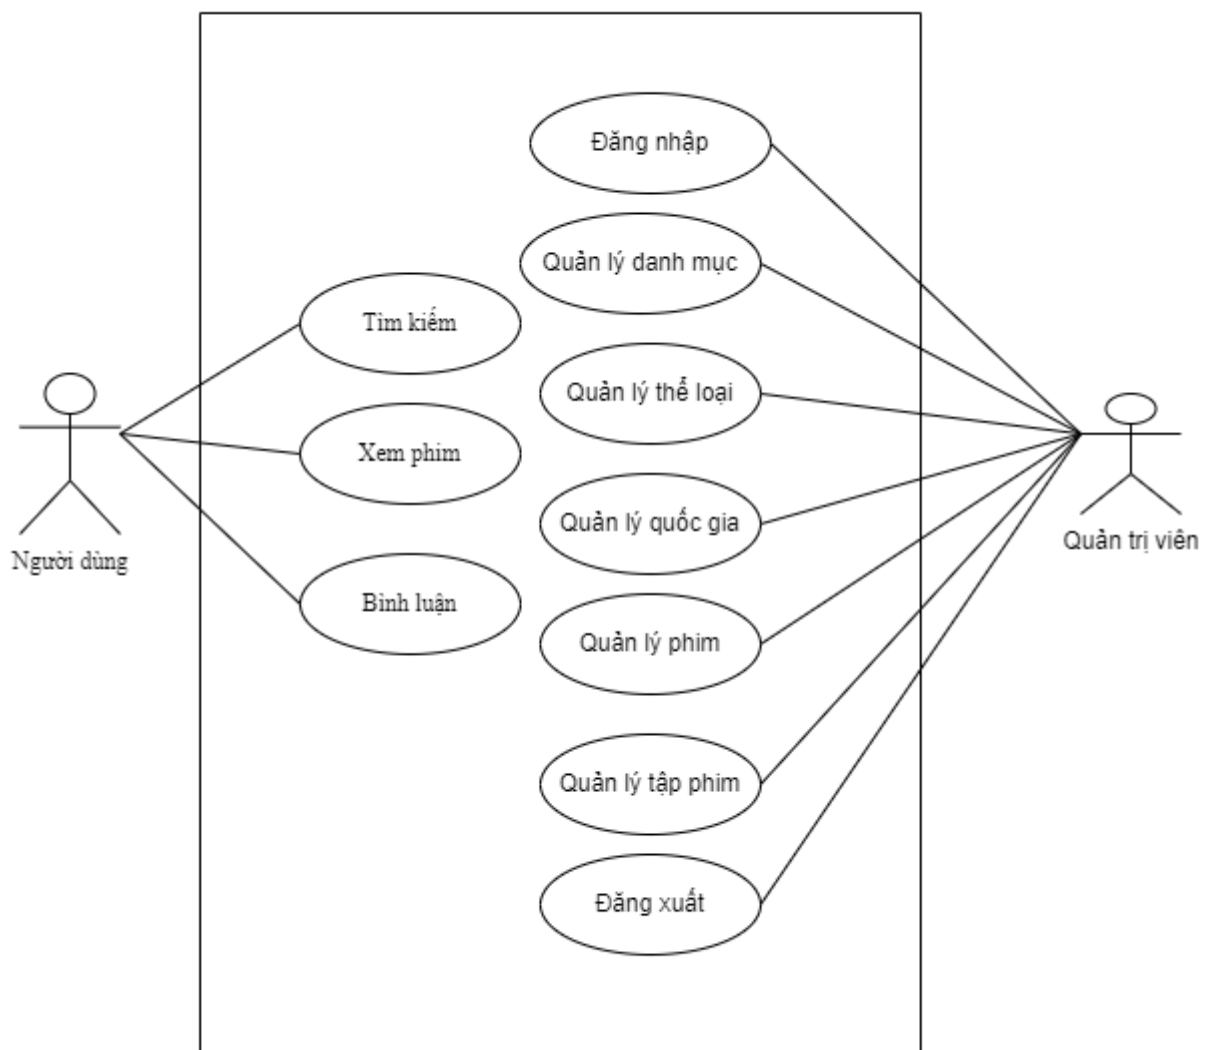 Đăng nhập
Quản lý danh mục
Tìm kiếm
Quản lý thể loại
Xem phim
Quản lý quốc gia
Người dùng
Quản trị viên
Bình luận
Quản lý phim
Quản lý tập phim
Đăng xuất